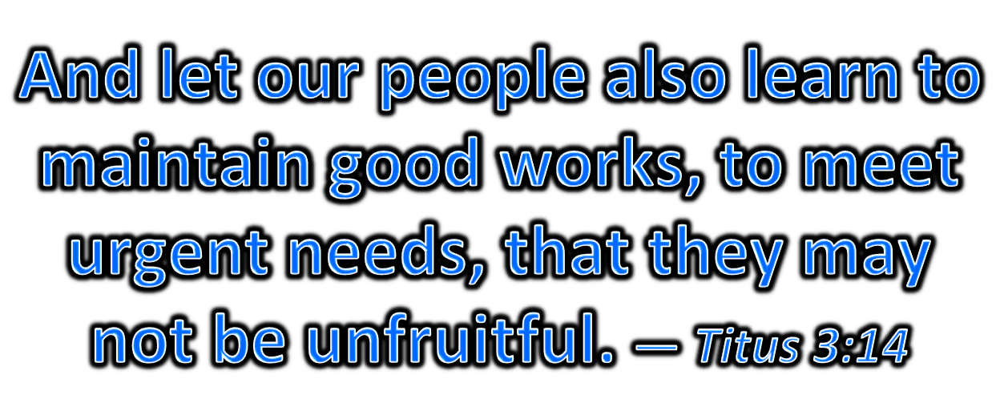 And let our people also learn to
maintain good works, to meet
urgent needs, that they may
not be unfruitful. — Titus 3:14